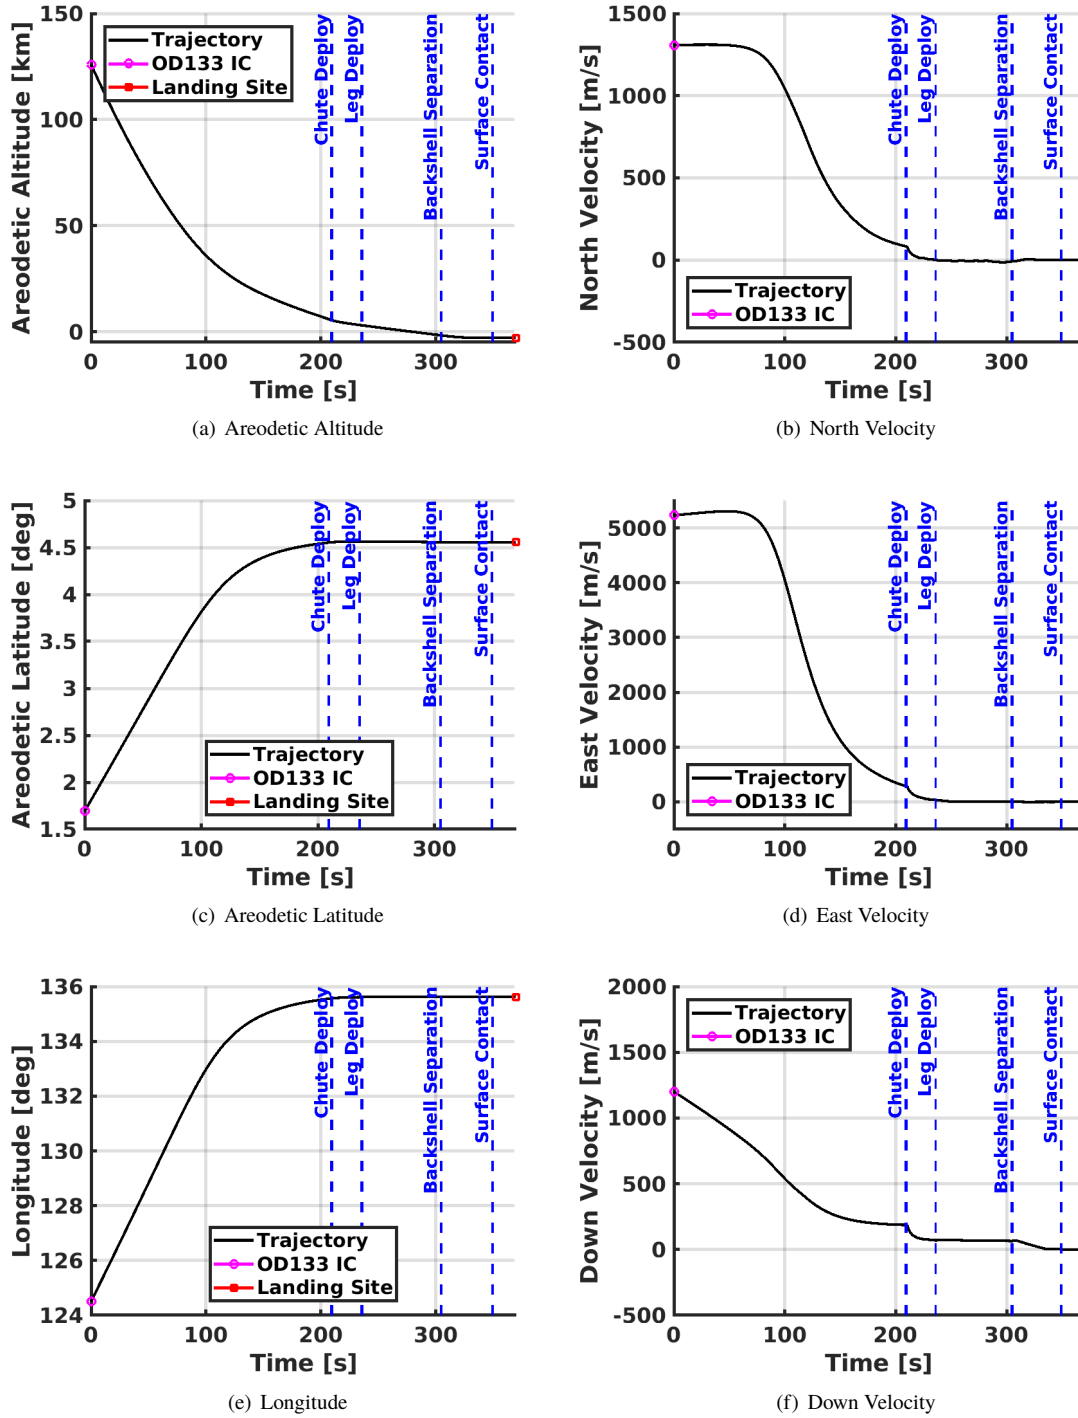 Areodetic Altitude [km]
100
50
0
0
100
200
300
Time [s]
Trajectory
OD133 IC
Landing Site
Chute Deploy
Leg Deploy
Backshell Separation
Surface Contact
(a) Areodetic Altitude
North Velocity [m/s]
1500
1000
500
0
-500
0
100
200
300
Time [s]
Trajectory
OD133 IC
Chute Deploy
Leg Deploy
Backshell Separation
Surface Contact
(b) North Velocity
Areodetic Latitude [deg]
5
4.5
4
3.5
3
2.5
2
1.5
0
100
200
300
Time [s]
Trajectory
OD133 IC
Landing Site
Chute Deploy
Leg Deploy
Backshell Separation
Surface Contact
(c) Areodetic Latitude
East Velocity [m/s]
5000
4000
3000
2000
1000
0
0
100
200
300
Time [s]
Trajectory
OD133 IC
Chute Deploy
Leg Deploy
Backshell Separation
Surface Contact
(d) East Velocity
Longitude [deg]
136
134
132
130
128
126
124
0
100
200
300
Time [s]
Trajectory
OD133 IC
Landing Site
Chute Deploy
Leg Deploy
Backshell Separation
Surface Contact
(e) Longitude
Down Velocity [m/s]
2000
1500
1000
500
0
-500
0
100
200
300
Time [s]
Trajectory
OD133 IC
Chute Deploy
Leg Deploy
Backshell Separation
Surface Contact
(f) Down Velocity